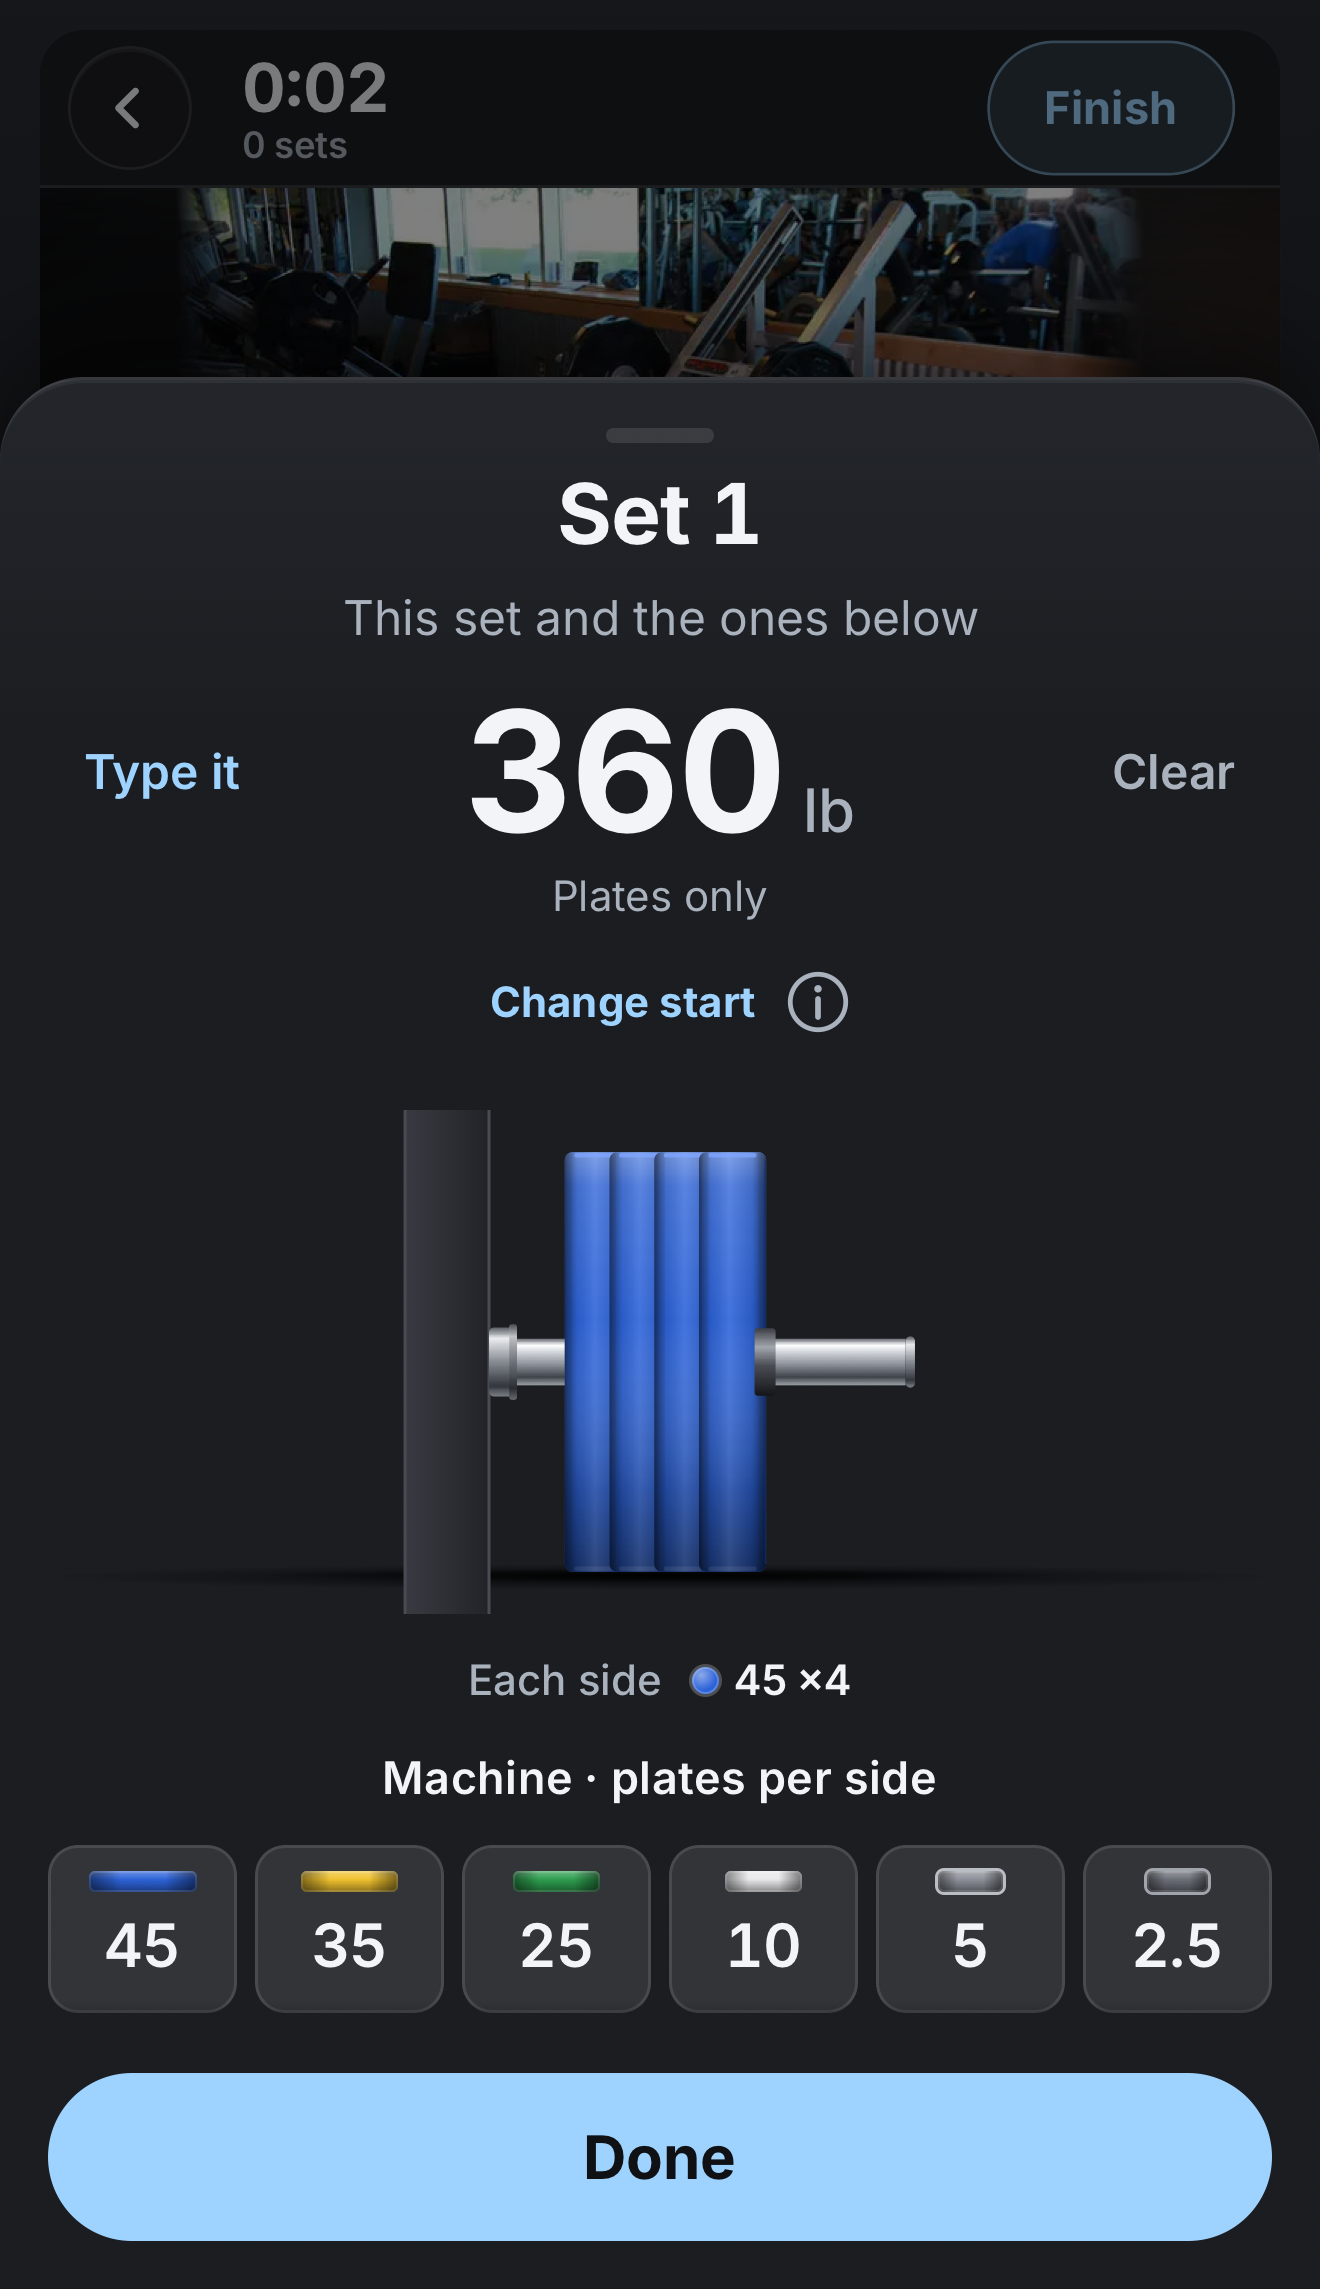 0:02
0 sets
Finish
Set 1
This set and the ones below
Type it
360 lb
Clear
Plates only
Change start
Each side 45 ×4
Machine · plates per side
45 35 25 10 5 2.5
Done